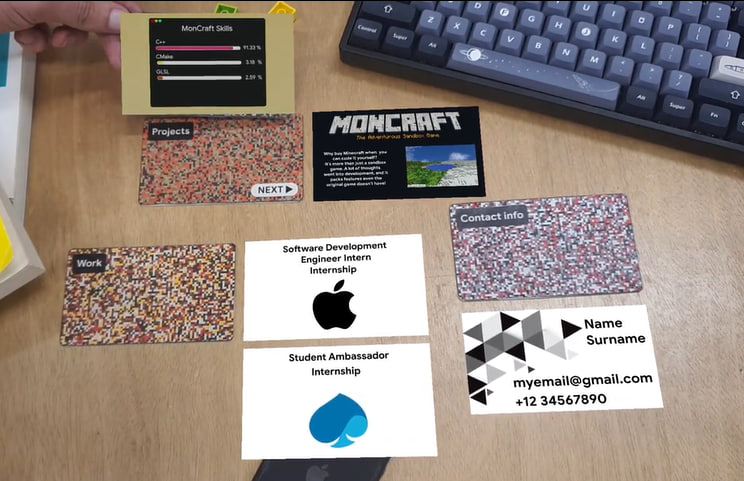 MonCraft Skills
C++
91.33 %
CMake
3.18 %
GLSL
2.59 %
Projects
NEXT
MONCRAFT
The Adventurous Sandbox Game
Why buy Minecraft when you
can code it yourself?
It's more than just a sandbox
game. A lot of thoughts
went into development, and it
packs features even the
original game doesn't have!
Contact info
Work
Software Development
Engineer Intern
Internship
Student Ambassador
Internship
Name
Surname
myemail@gmail.com
+12 34567890
Control
Super
Alt
Z
X
C
V
B
N
M
D
F
G
H
J
K
L
Alt
Super
Fn